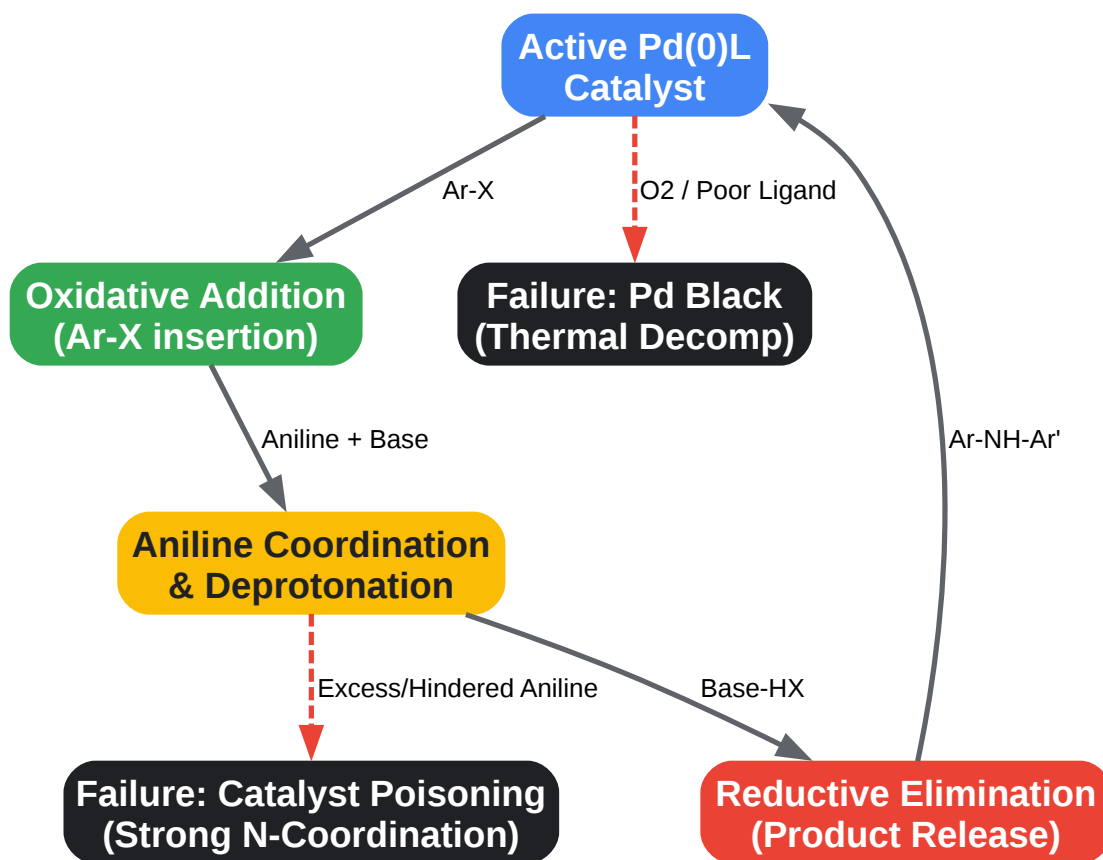 Active Pd(0)L
Catalyst
Ar-X
O2 / Poor Ligand
Oxidative Addition
(Ar-X insertion)
Failure: Pd Black
(Thermal Decomp)
Aniline + Base
Ar-NH-Ar'
Aniline Coordination
& Deprotonation
Excess/Hindered Aniline
Base-HX
Failure: Catalyst Poisoning
(Strong N-Coordination)
Reductive Elimination
(Product Release)